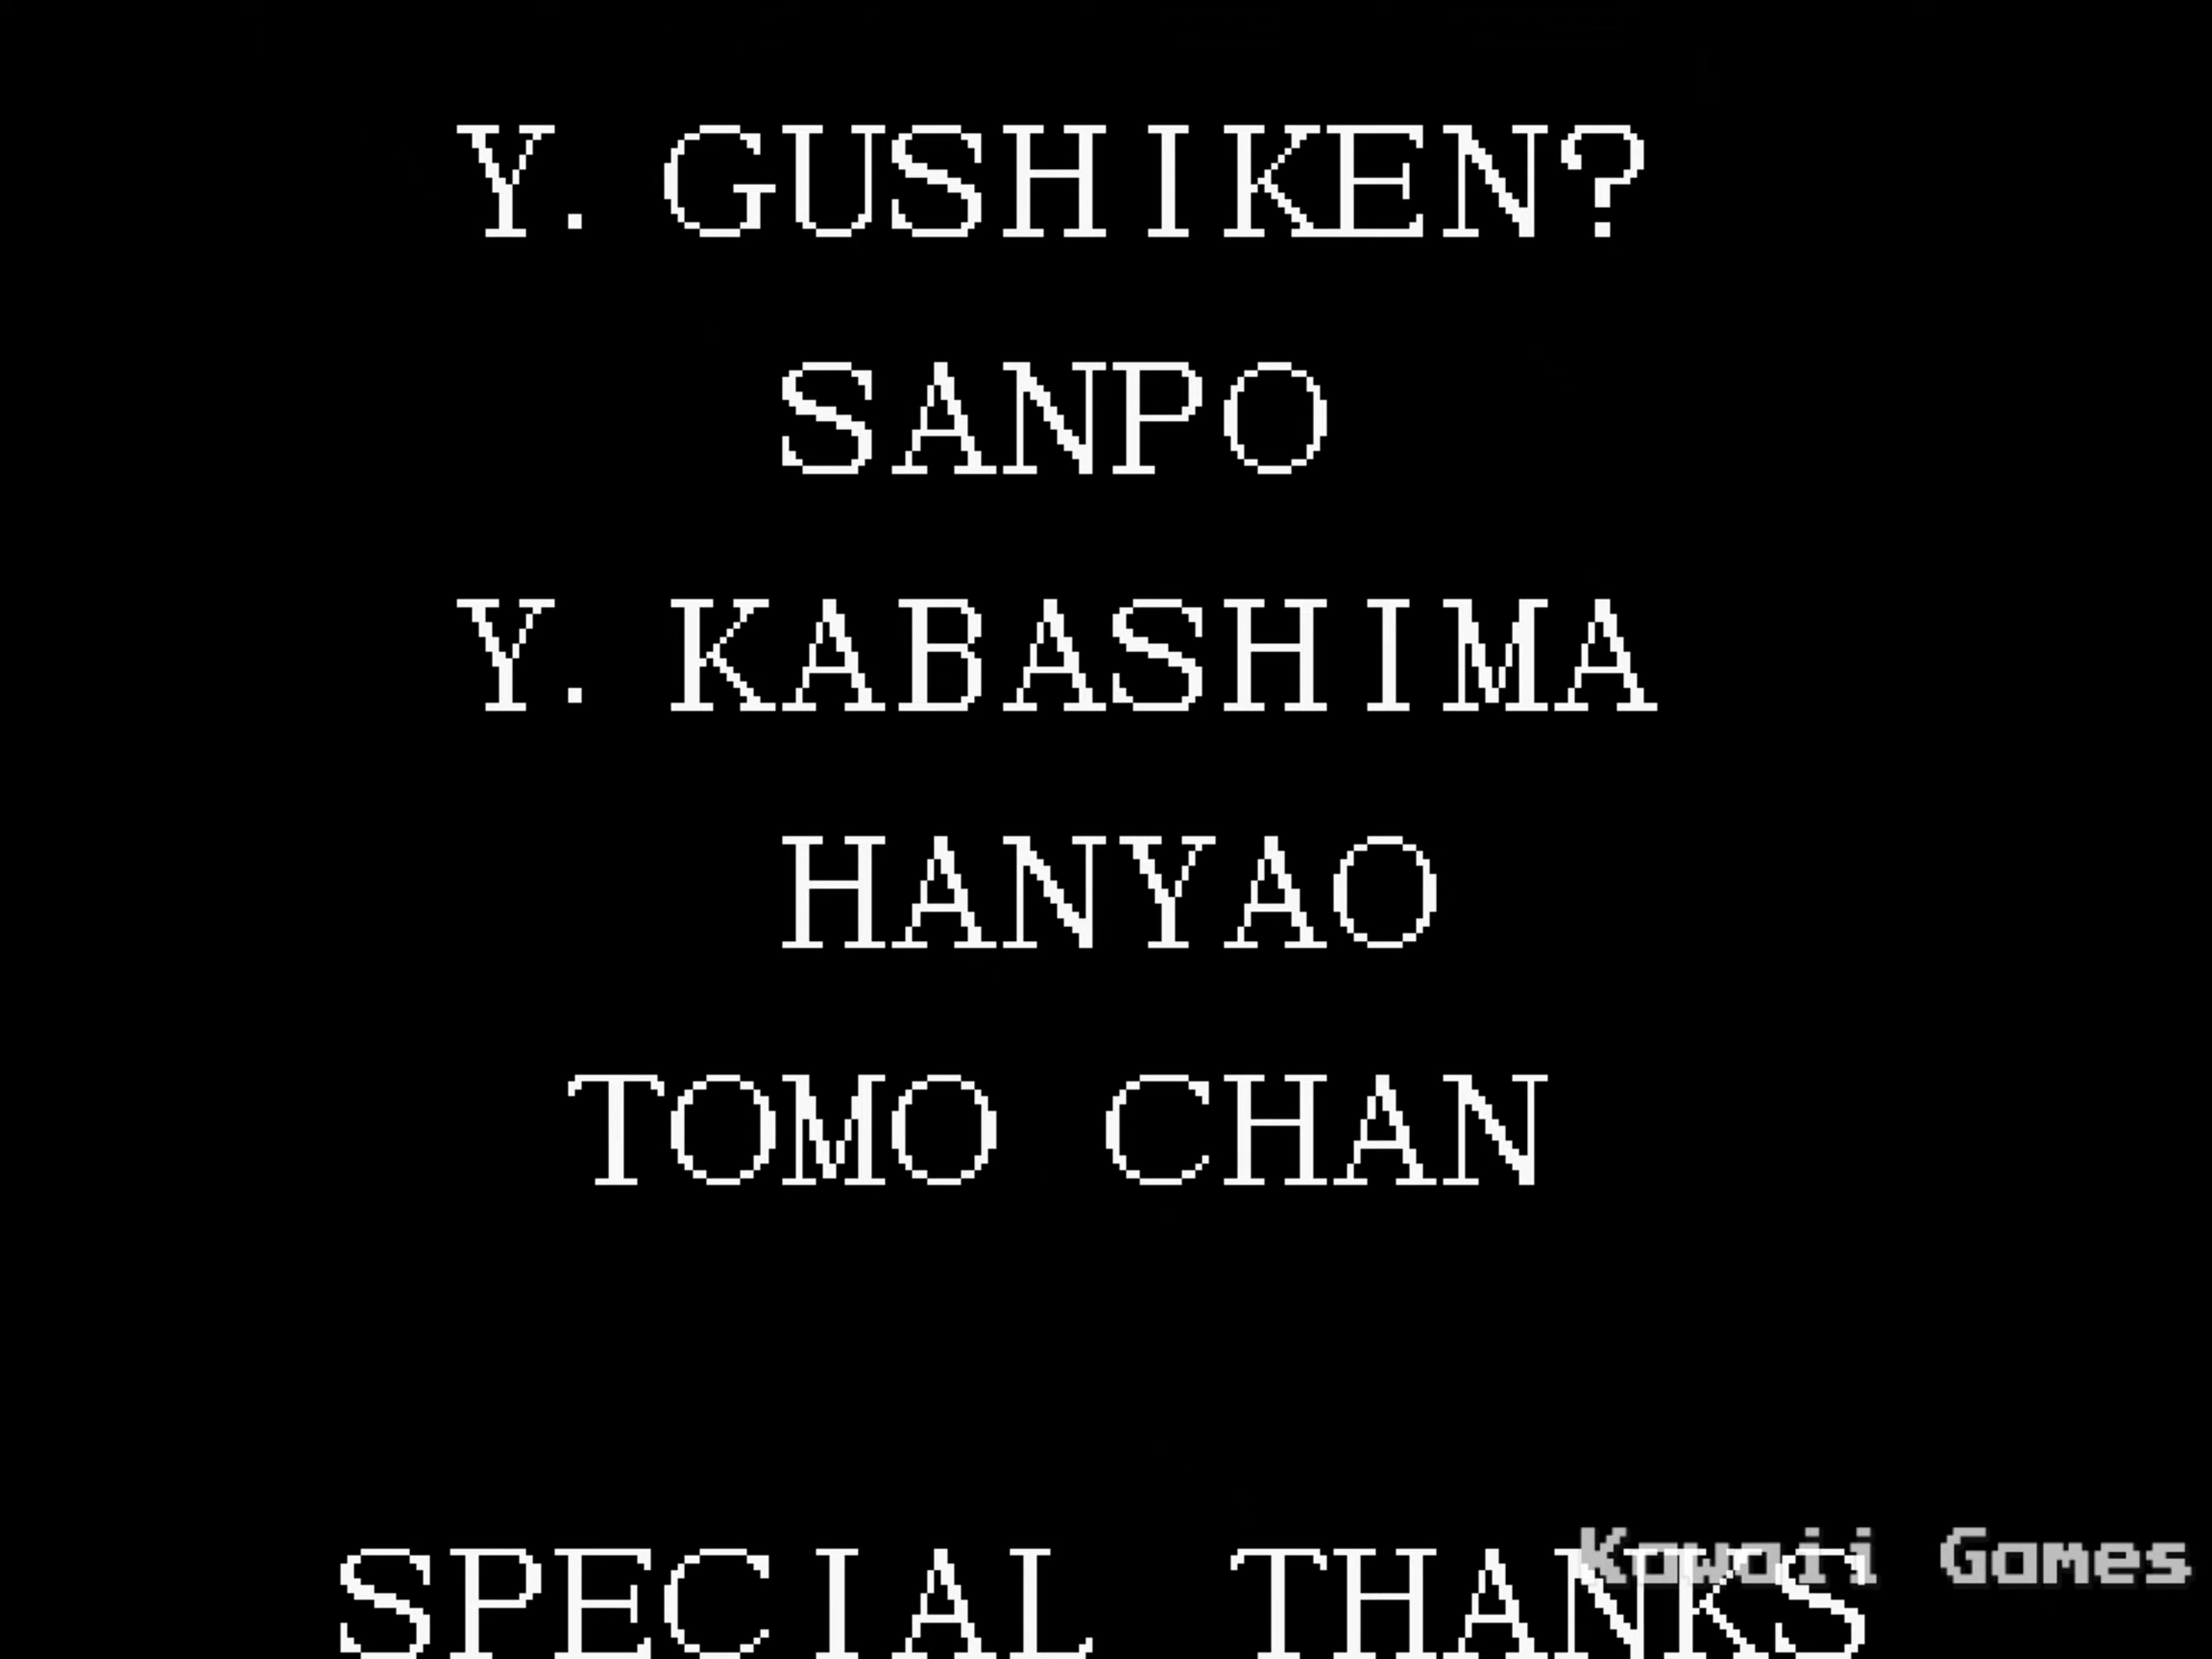 Y. GUSHIKEN?
SANPO
Y. KABASHIMA
HANYAO
TOMO CHAN
Kawaii Games
SPECIAL THANKS